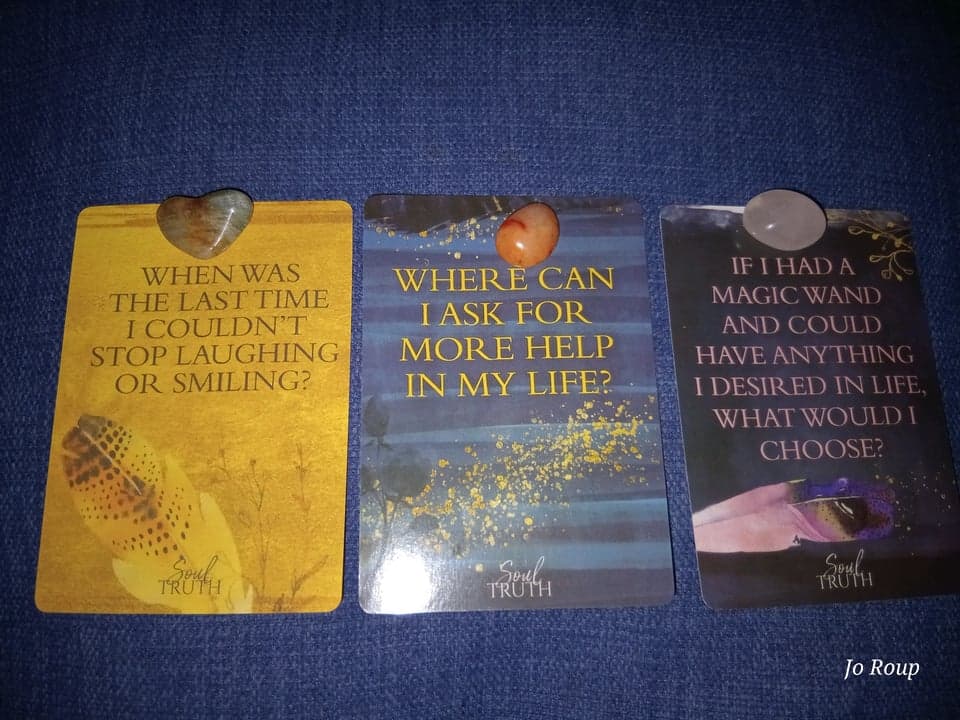 WHEN WAS
THE LAST TIME
I COULDN'T
STOP LAUGHING
OR SMILING?
Soul
TRUTH
WHERE CAN
I ASK FOR
MORE HELP
IN MY LIFE?
Soul
TRUTH
IF I HAD A
MAGIC WAND
AND COULD
HAVE ANYTHING
I DESIRED IN LIFE,
WHAT WOULD I
CHOOSE?
Soul
TRUTH
Jo Roup